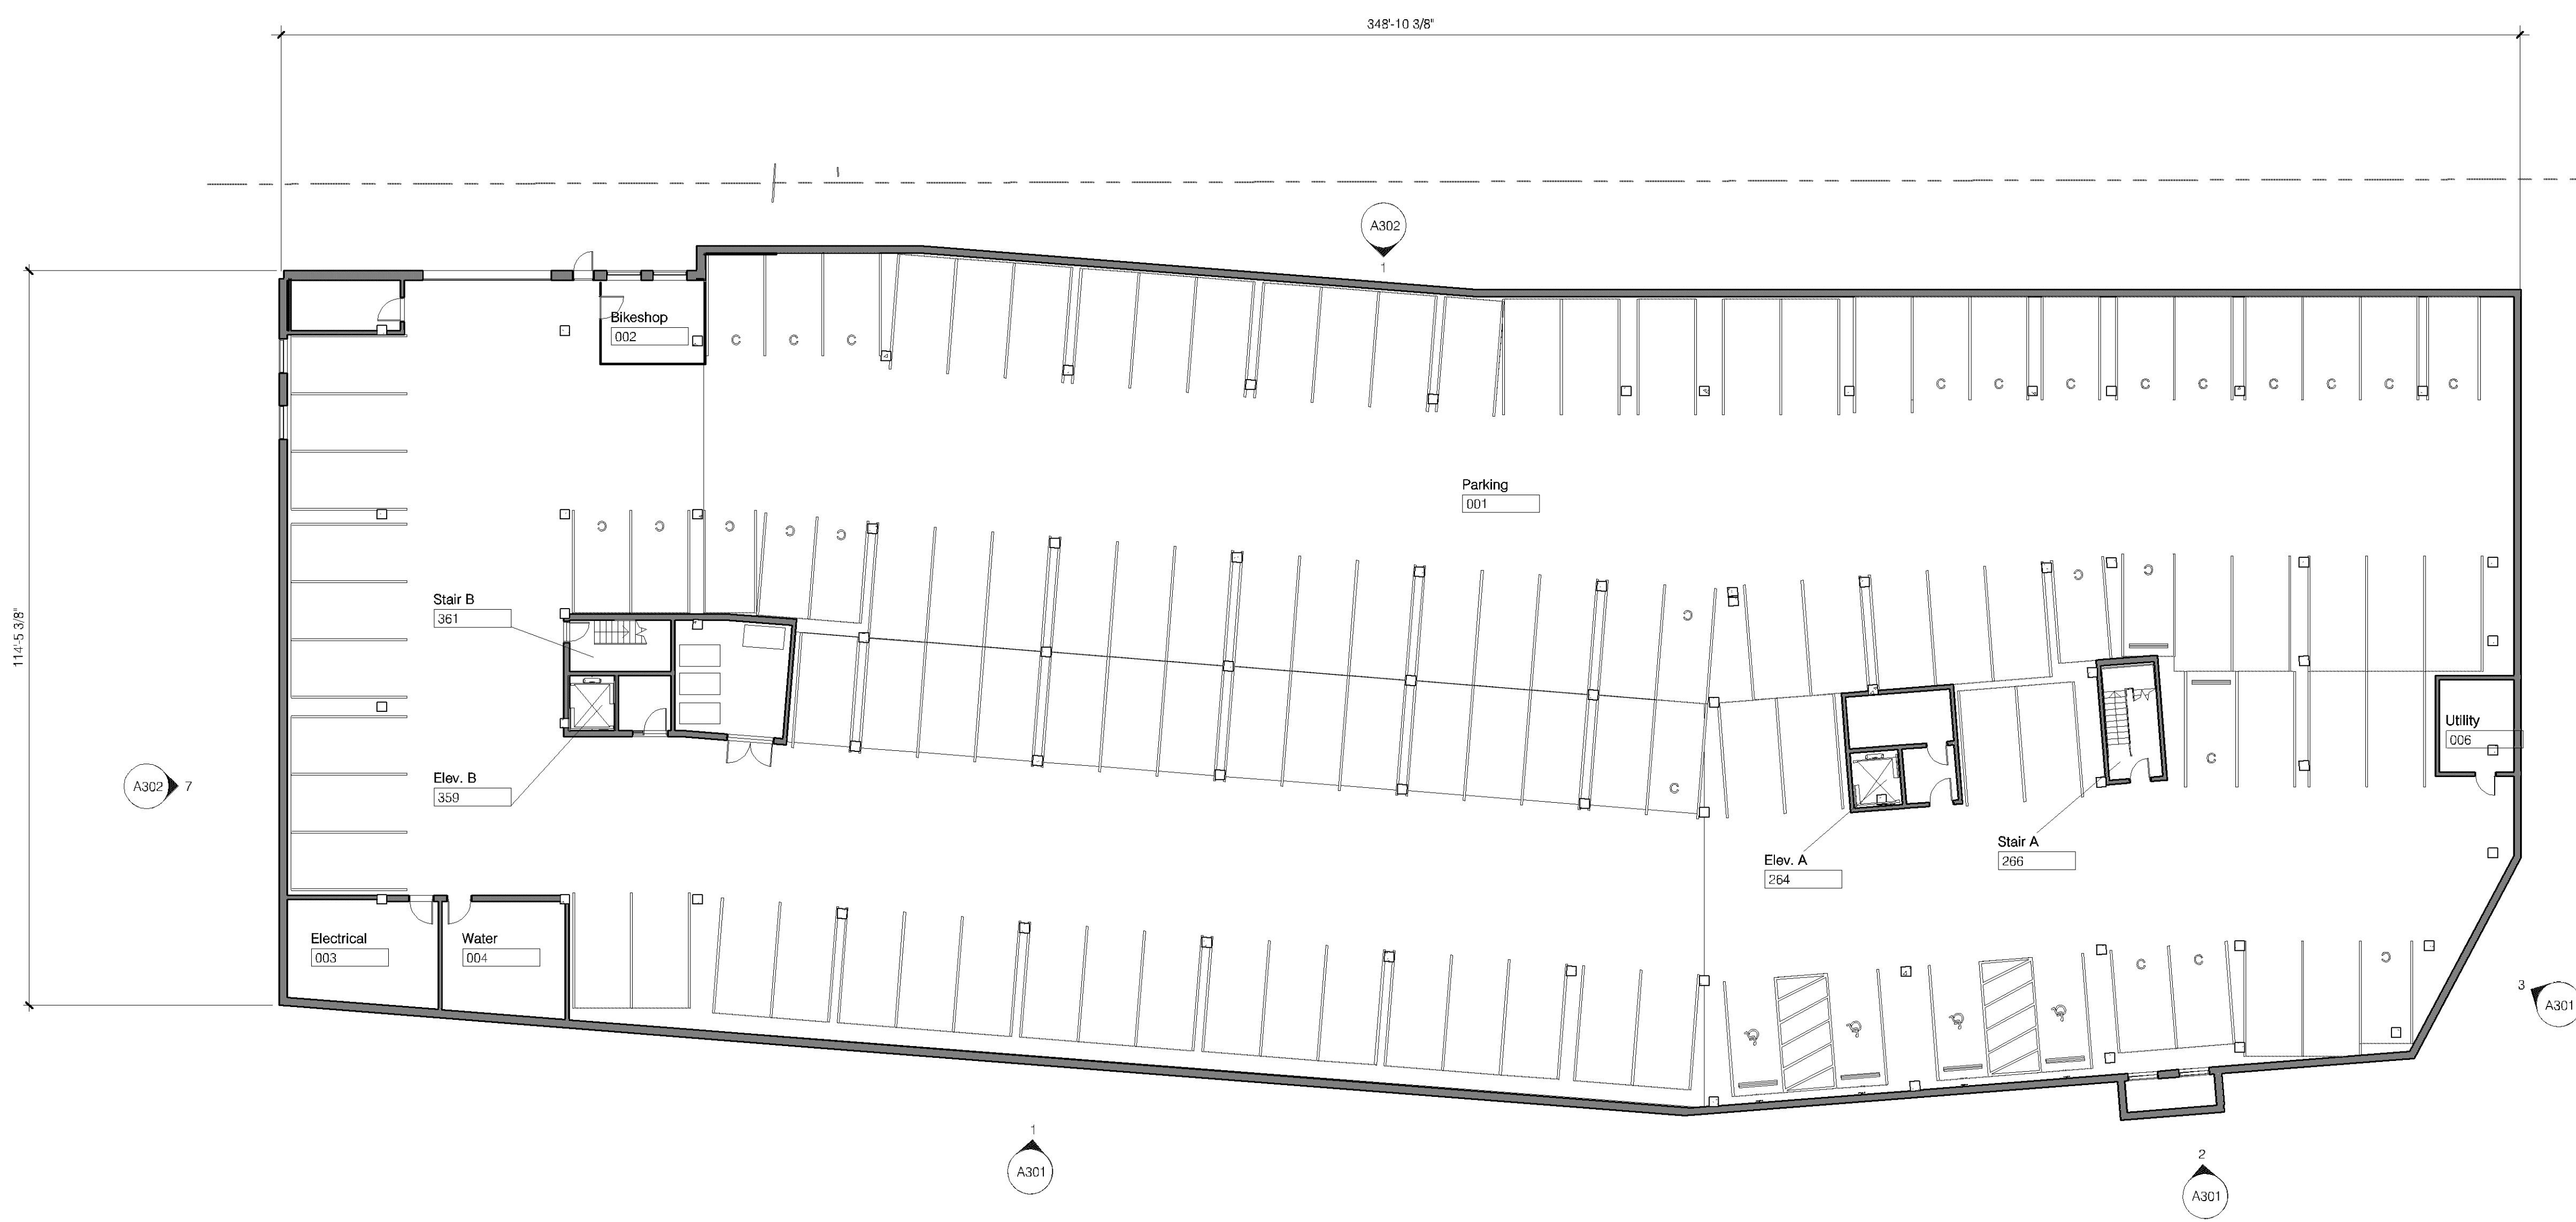 348'-10 3/8"
A302
1
Bikeshop
002
C
C
C
C
C
C
C
C
C
C
C
C
Parking
001
C
C
C
C
C
C
C
C
Stair B
361
114'-5 3/8"
Utility
006
C
Elev. B
359
A302
7
C
Stair A
266
Elev. A
264
Electrical
003
Water
004
C
C
C
3
A301
1
A301
2
A301